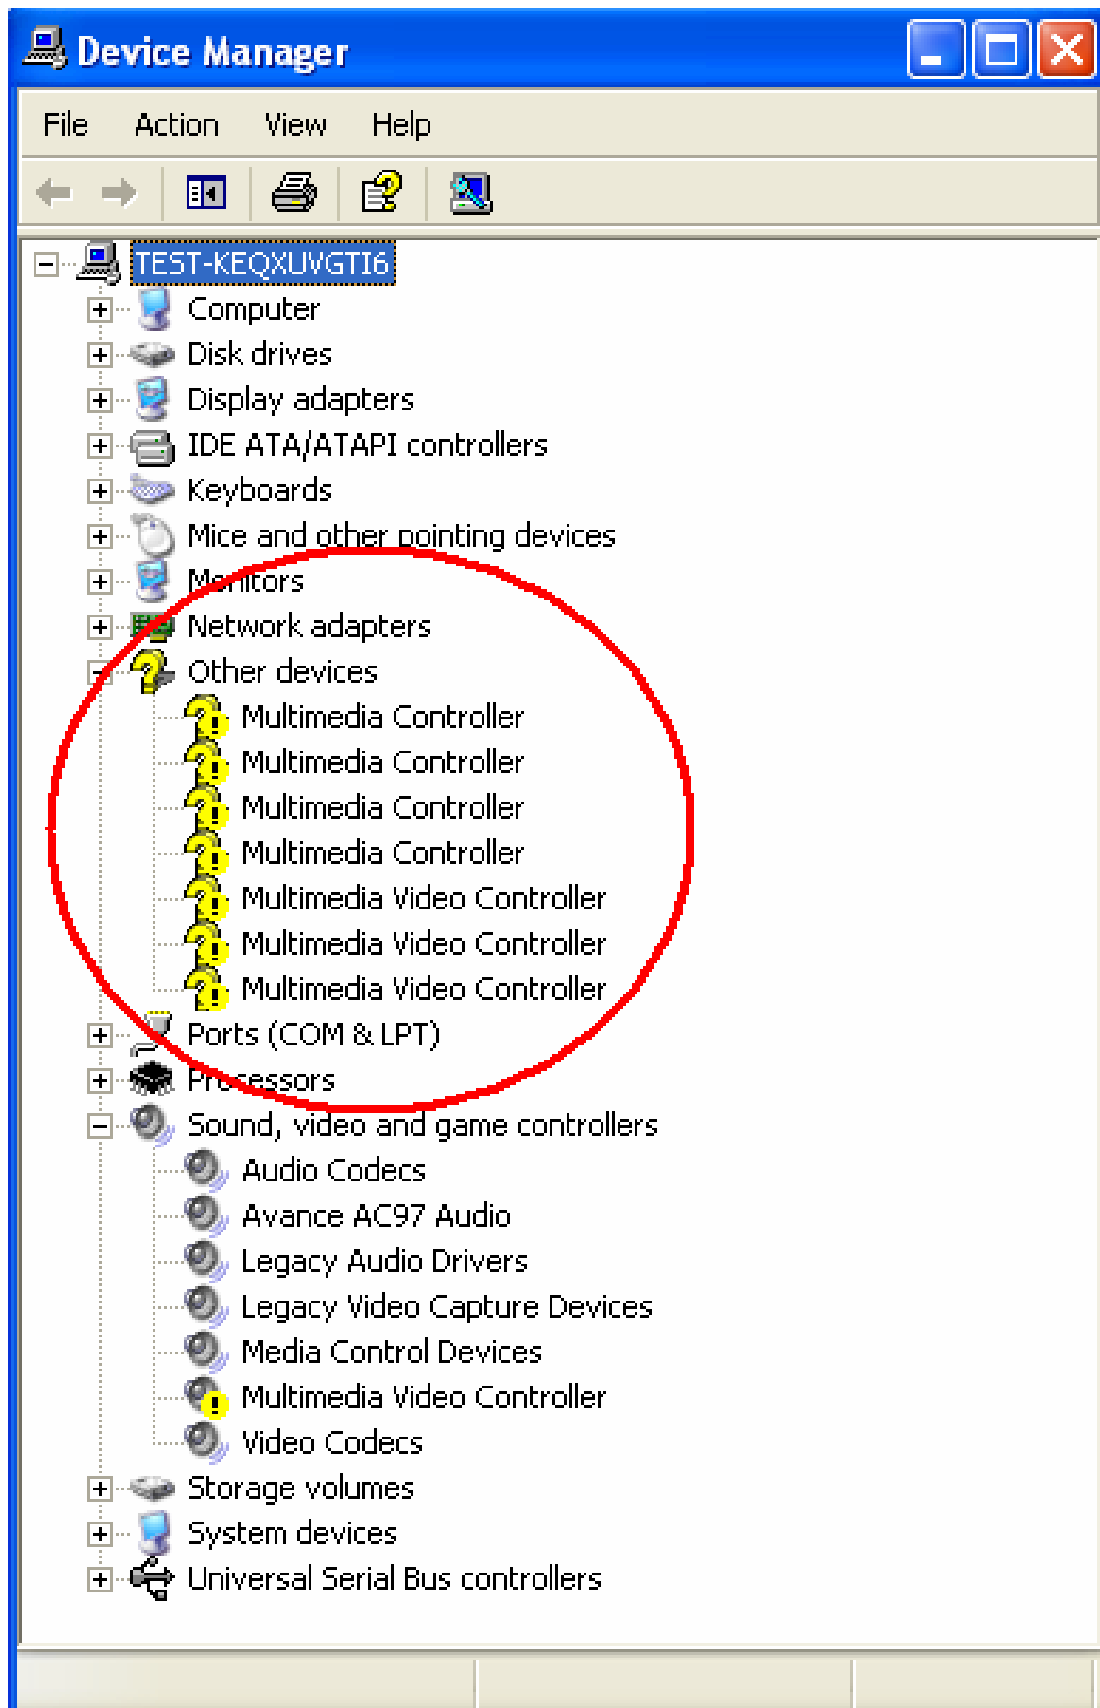 Device Manager
File Action View Help
TEST-KEQXUVGTI6
Computer
Disk drives
Display adapters
IDE ATA/ATAPI controllers
Keyboards
Mice and other pointing devices
Monitors
Network adapters
Other devices
Multimedia Controller
Multimedia Controller
Multimedia Controller
Multimedia Controller
Multimedia Video Controller
Multimedia Video Controller
Multimedia Video Controller
Ports (COM & LPT)
Processors
Sound, video and game controllers
Audio Codecs
Avance AC97 Audio
Legacy Audio Drivers
Legacy Video Capture Devices
Media Control Devices
Multimedia Video Controller
Video Codecs
Storage volumes
System devices
Universal Serial Bus controllers